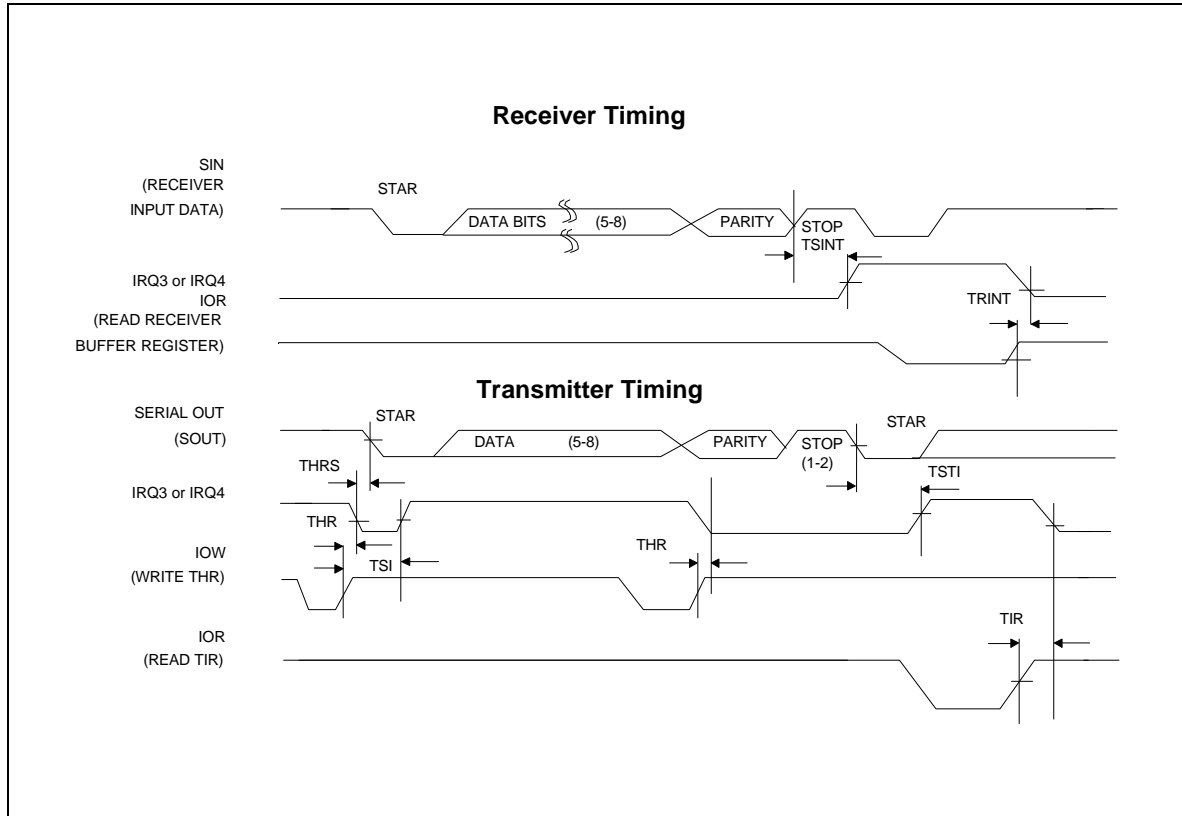 Receiver Timing
SIN
(RECEIVER
INPUT DATA)
STAR
DATA BITS (5-8)
PARITY
STOP
TSINT
IRQ3 or IRQ4
IOR
(READ RECEIVER
BUFFER REGISTER)
TRINT
Transmitter Timing
SERIAL OUT
(SOUT)
STAR
DATA (5-8)
PARITY
STOP
(1-2)
STAR
THRS
TSTI
IRQ3 or IRQ4
THR
THR
IOW
(WRITE THR)
TSI
IOR
(READ TIR)
TIR